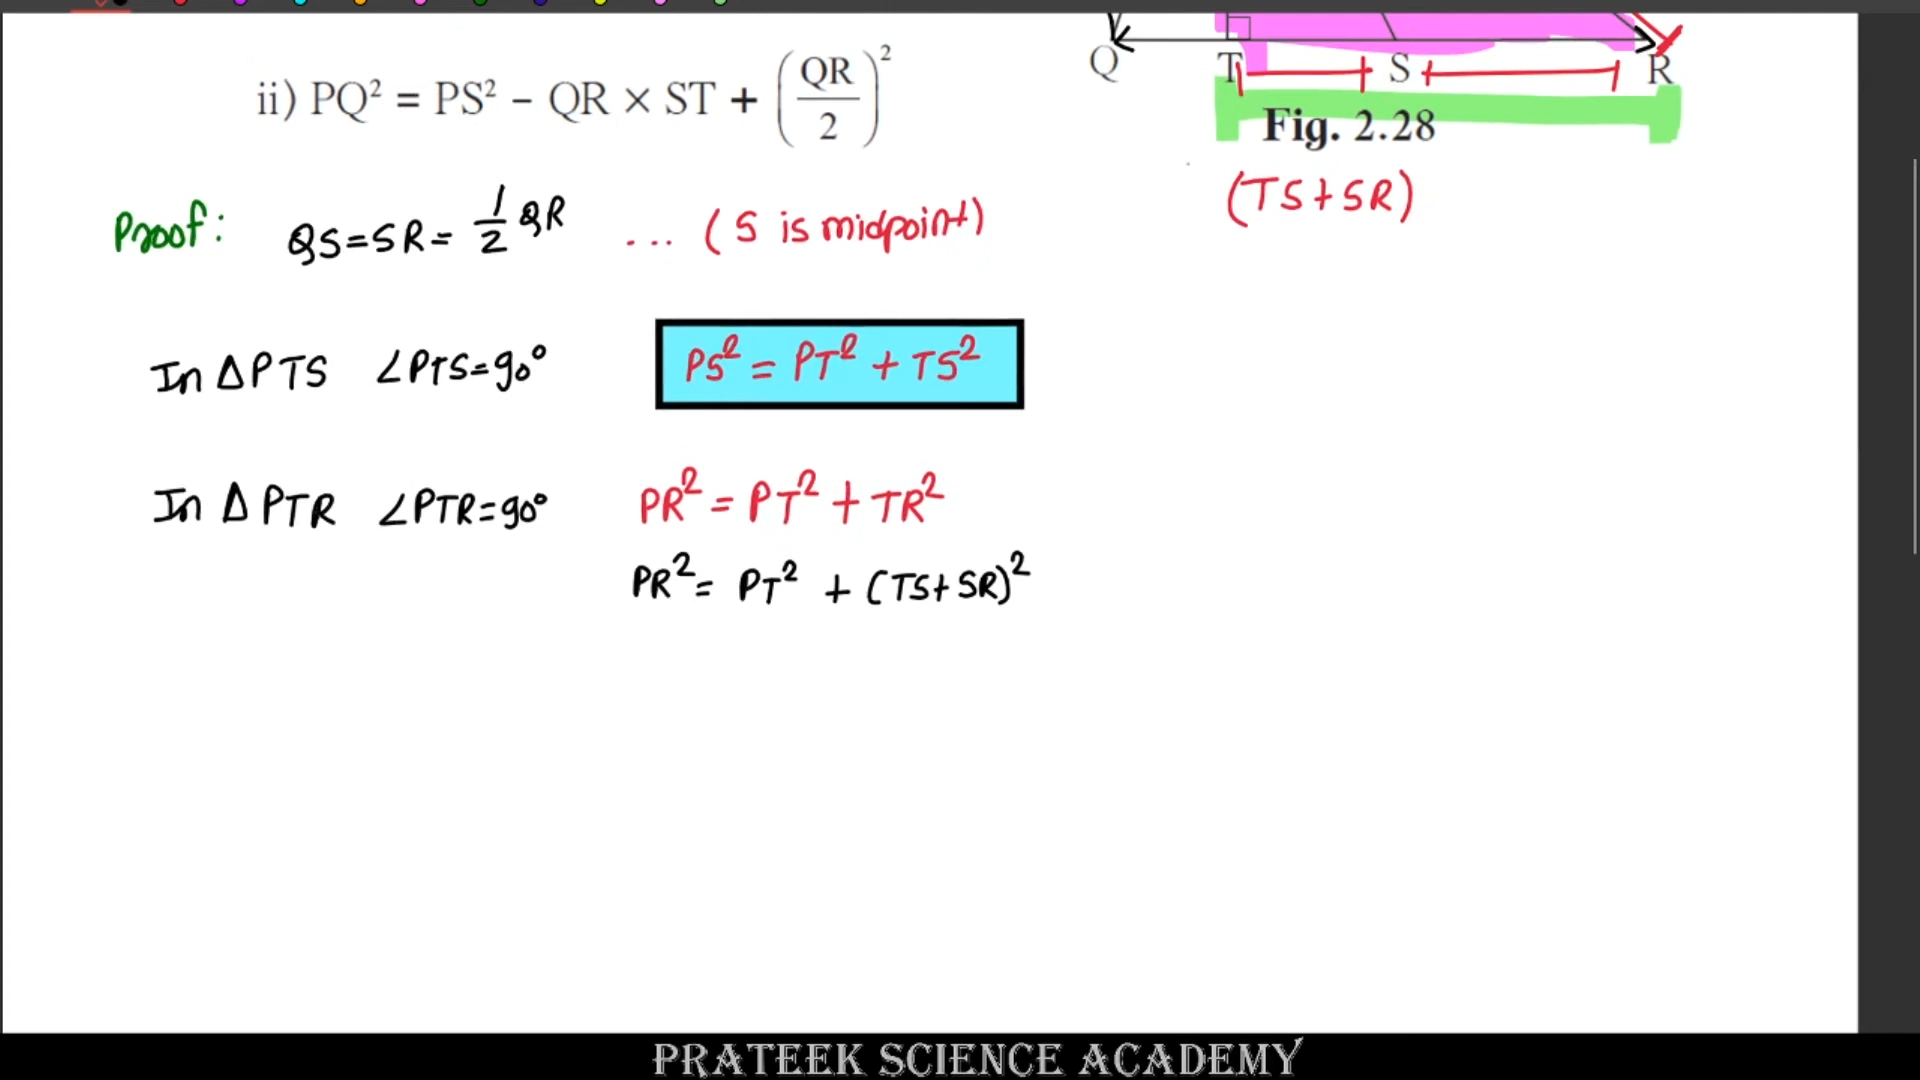 Q T S R
ii) PQ² = PS² – QR × ST + (QR/2)²
Fig. 2.28
(TS+SR)
Proof: QS=SR= 1/2 QR ... (S is midpoint)
In ΔPTS ∠PTS=90° PS² = PT² + TS²
In Δ PTR ∠PTR=90° PR² = PT² + TR²
PR² = PT² + (TS+SR)²
PRATEEK SCIENCE ACADEMY